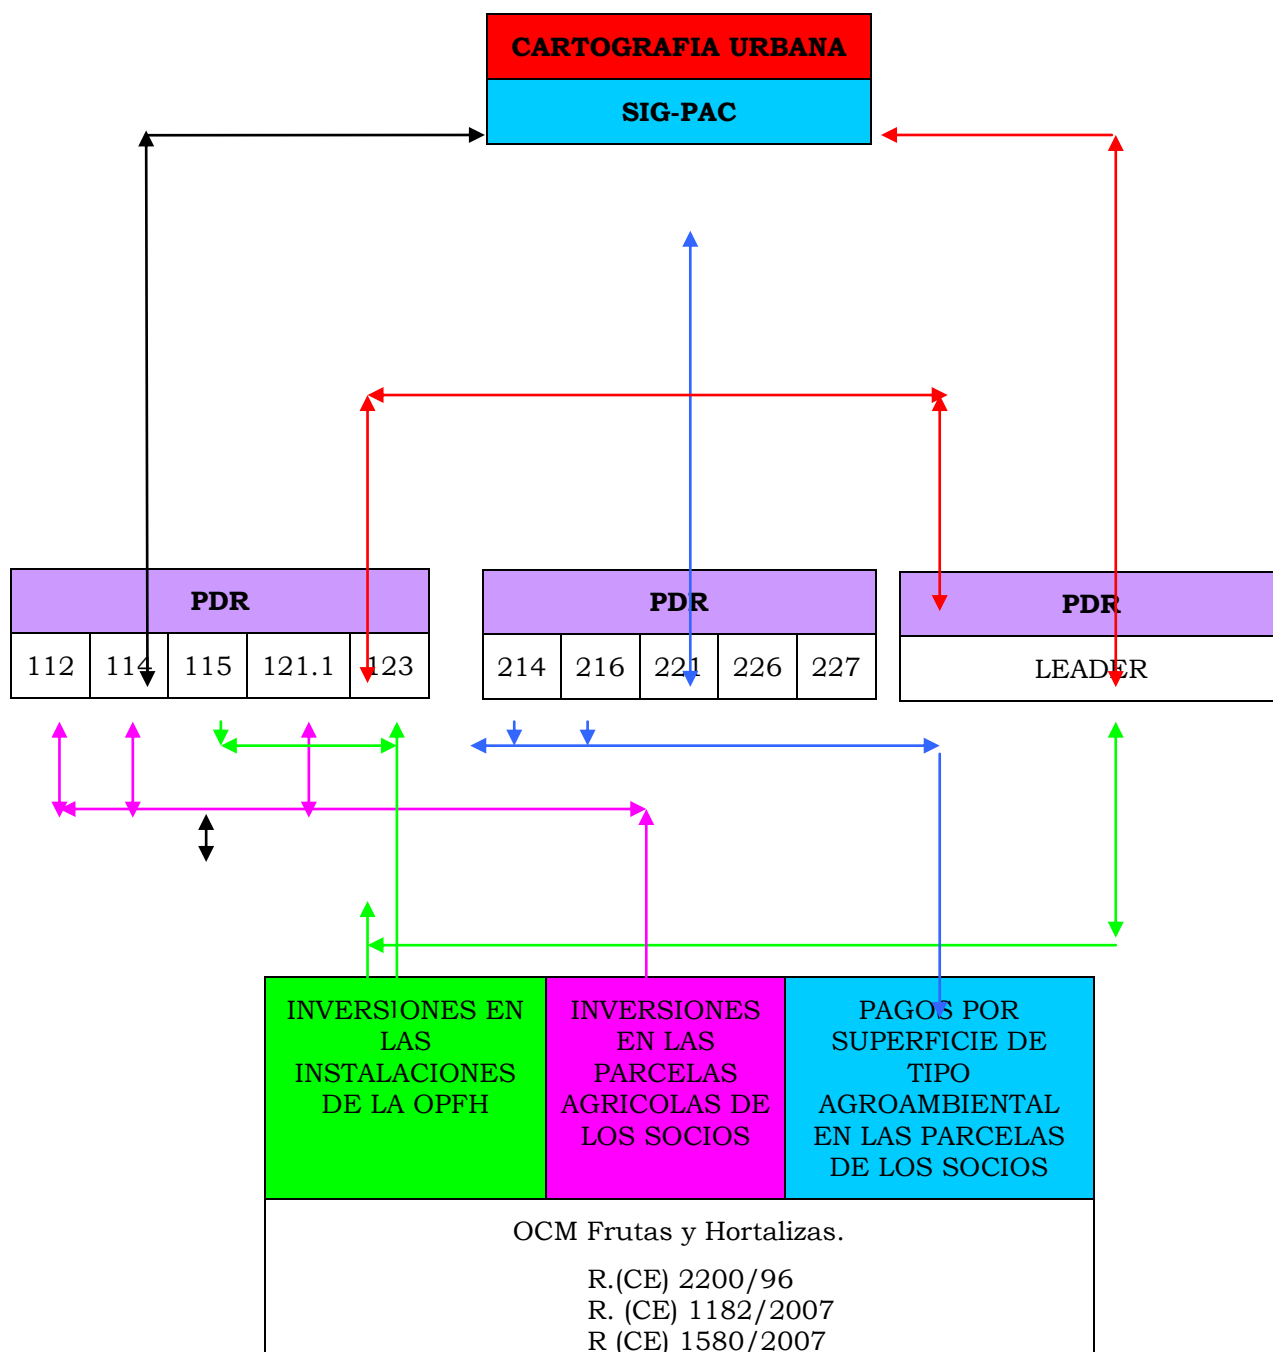 CARTOGRAFIA URBANA
SIG-PAC
PDR
112 114 115 121.1 123
PDR
214 216 221 226 227
PDR
LEADER
INVERSIONES EN
LAS
INSTALACIONES
DE LA OPFH
INVERSIONES
EN LAS
PARCELAS
AGRICOLAS DE
LOS SOCIOS
PAGOS POR
SUPERFICIE DE
TIPO
AGROAMBIENTAL
EN LAS PARCELAS
DE LOS SOCIOS
OCM Frutas y Hortalizas.
R.(CE) 2200/96
R. (CE) 1182/2007
R (CE) 1580/2007